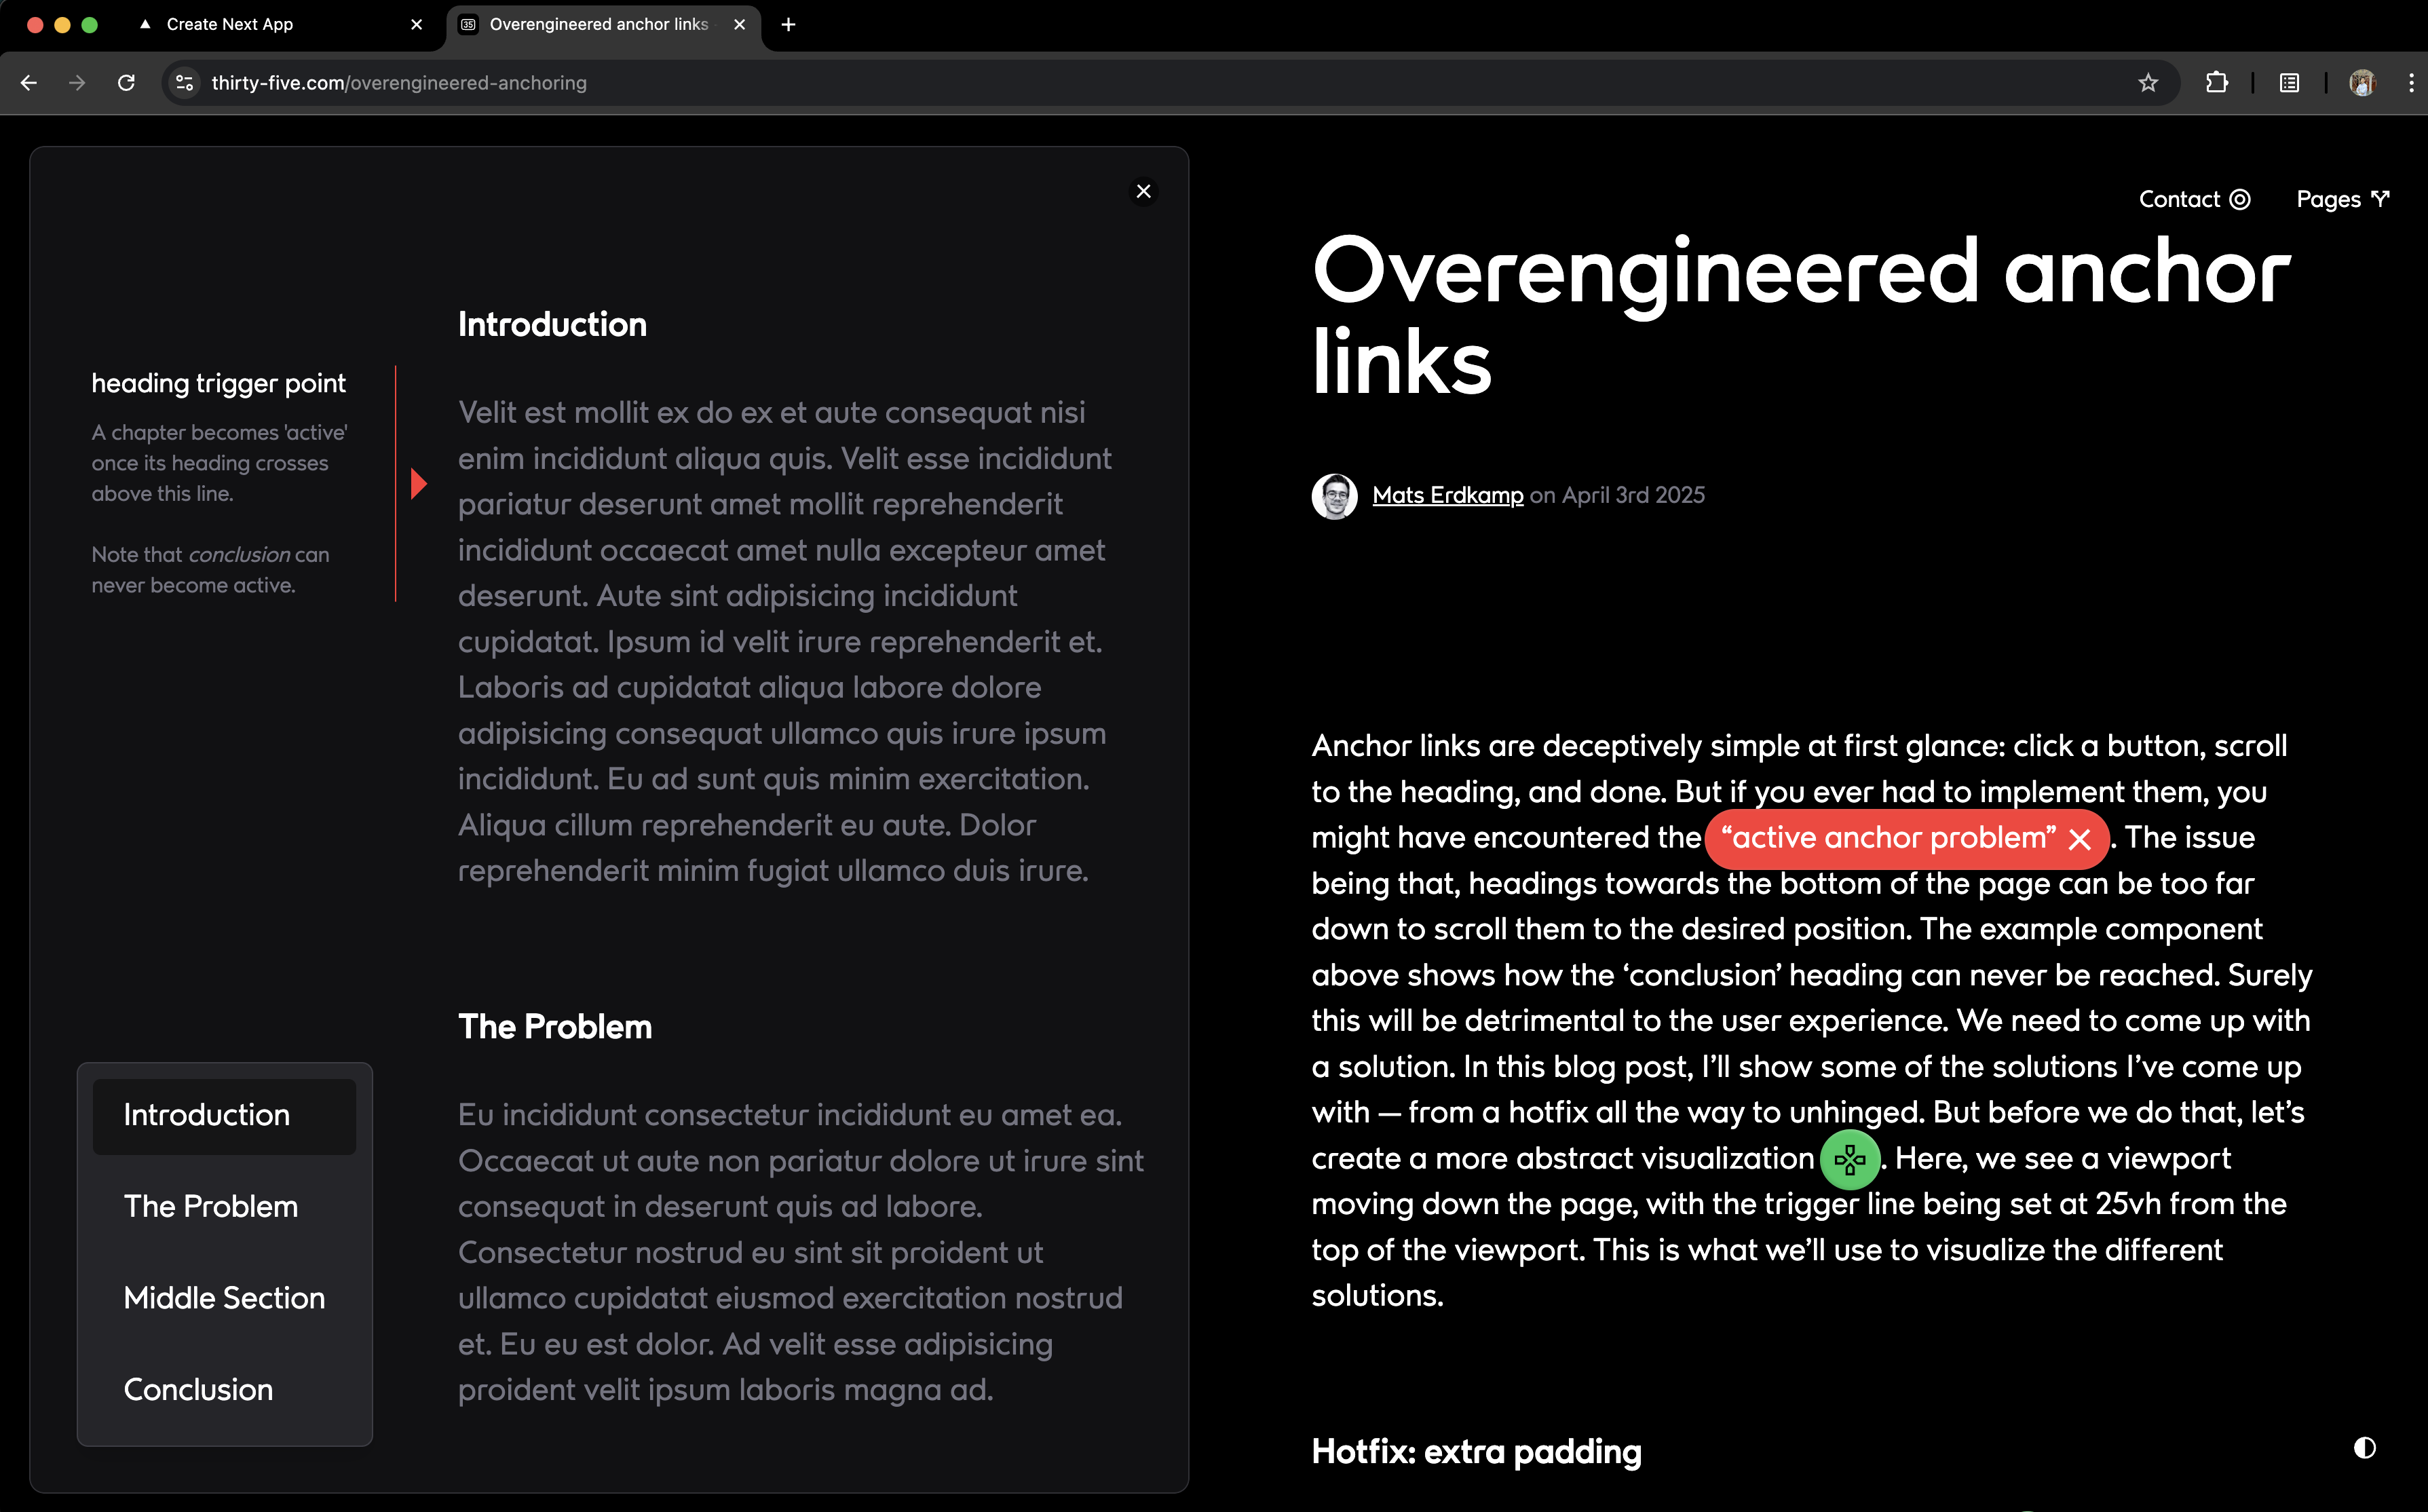 Create Next App
Overengineered anchor links
thirty-five.com/overengineered-anchoring
Introduction
heading trigger point
A chapter becomes 'active'
once its heading crosses
above this line.
Note that conclusion can
never become active.
Velit est mollit ex do ex et aute consequat nisi
enim incididunt aliqua quis. Velit esse incididunt
pariatur deserunt amet mollit reprehenderit
incididunt occaecat amet nulla excepteur amet
deserunt. Aute sint adipisicing incididunt
cupidatat. Ipsum id velit irure reprehenderit et.
Laboris ad cupidatat aliqua labore dolore
adipisicing consequat ullamco quis irure ipsum
incididunt. Eu ad sunt quis minim exercitation.
Aliqua cillum reprehenderit eu aute. Dolor
reprehenderit minim fugiat ullamco duis irure.
The Problem
Eu incididunt consectetur incididunt eu amet ea.
Occaecat ut aute non pariatur dolore ut irure sint
consequat in deserunt quis ad labore.
Consectetur nostrud eu sint sit proident ut
ullamco cupidatat eiusmod exercitation nostrud
et. Eu eu est dolor. Ad velit esse adipisicing
proident velit ipsum laboris magna ad.
Introduction
The Problem
Middle Section
Conclusion
Contact
Pages
Overengineered anchor
links
Mats Erdkamp on April 3rd 2025
Anchor links are deceptively simple at first glance: click a button, scroll
to the heading, and done. But if you ever had to implement them, you
might have encountered the “active anchor problem”. The issue
being that, headings towards the bottom of the page can be too far
down to scroll them to the desired position. The example component
above shows how the ‘conclusion’ heading can never be reached. Surely
this will be detrimental to the user experience. We need to come up with
a solution. In this blog post, I’ll show some of the solutions I’ve come up
with — from a hotfix all the way to unhinged. But before we do that, let’s
create a more abstract visualization. Here, we see a viewport
moving down the page, with the trigger line being set at 25vh from the
top of the viewport. This is what we’ll use to visualize the different
solutions.
Hotfix: extra padding